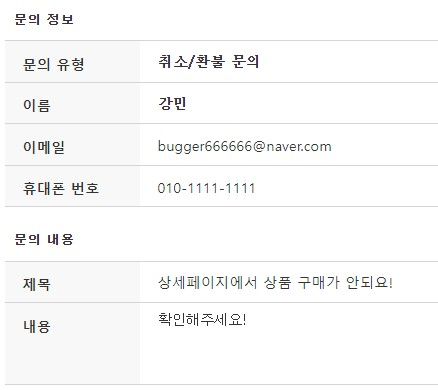 문의 정보
문의 유형 취소/환불 문의
이름 강민
이메일 bugger666666@naver.com
휴대폰 번호 010-1111-1111
문의 내용
제목 상세페이지에서 상품 구매가 안되요!
내용 확인해주세요!